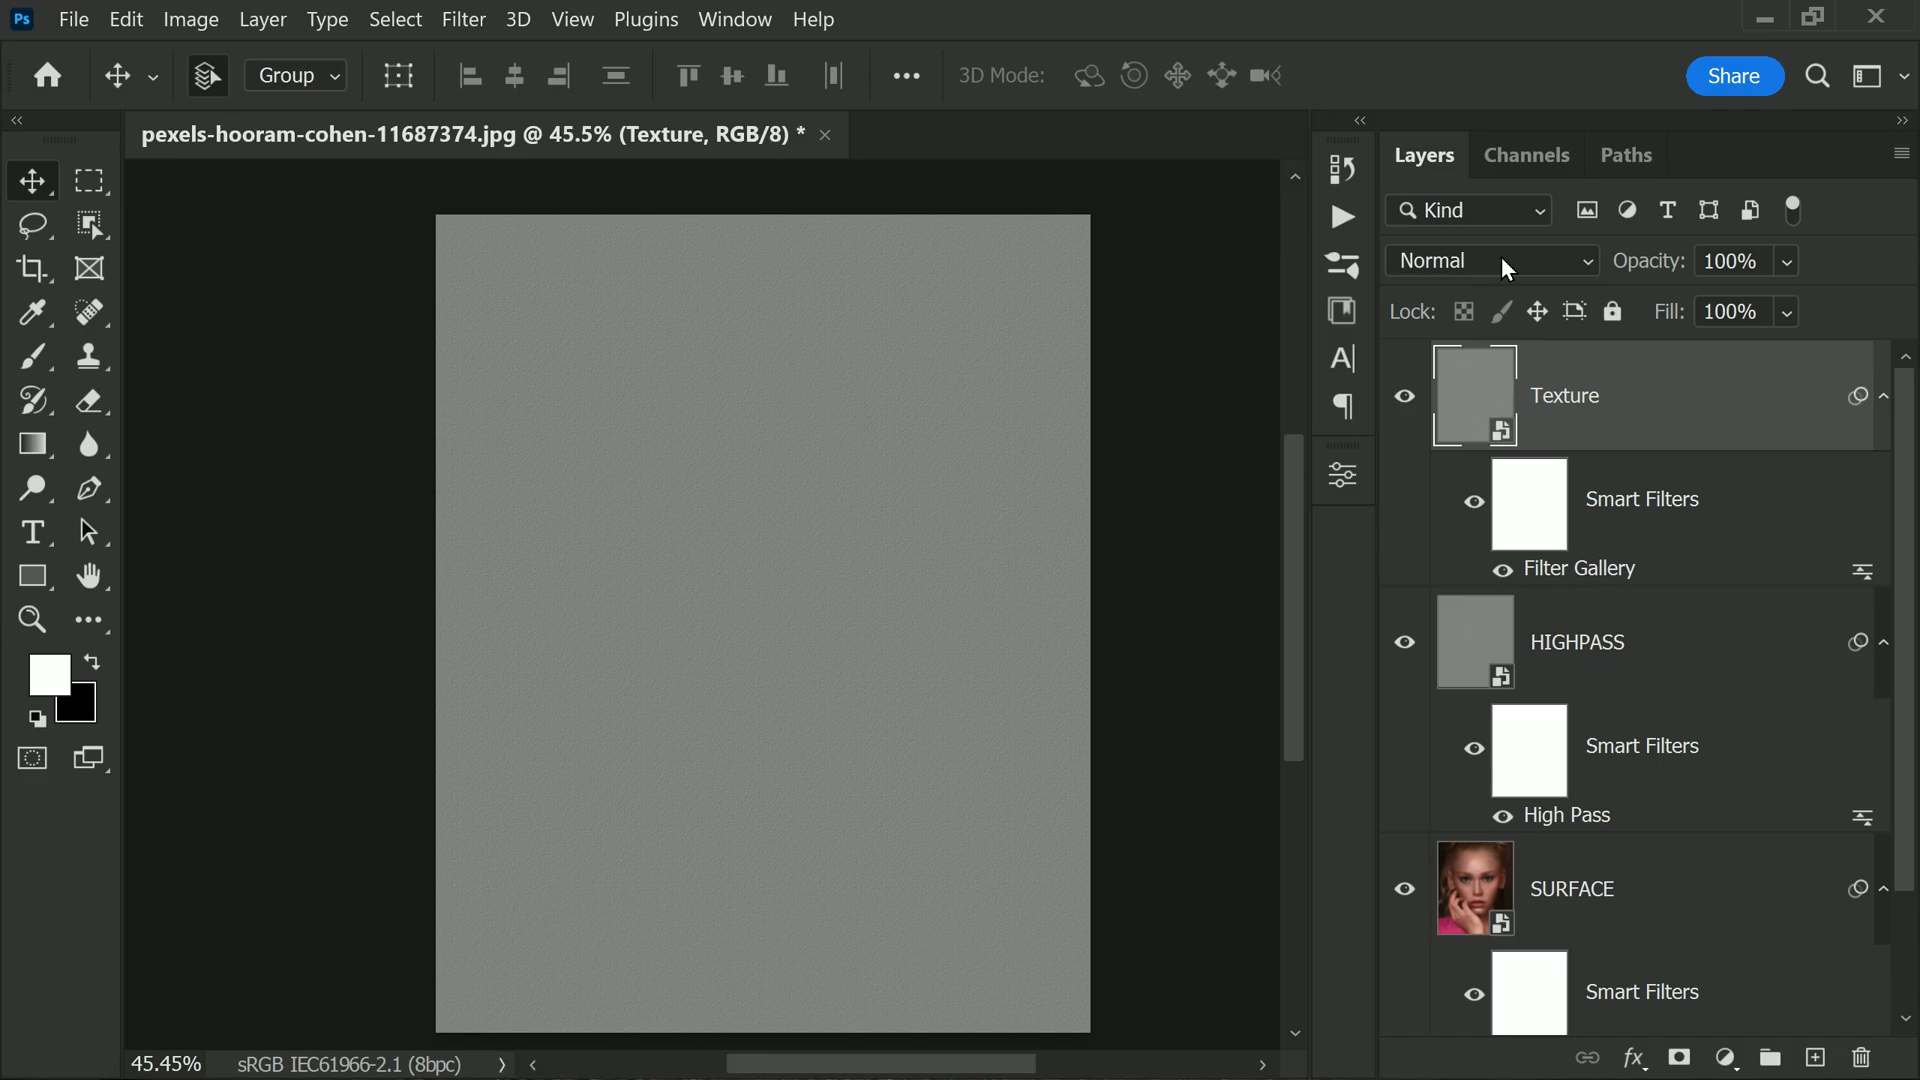 Ps File Edit Image Layer Type Select Filter 3D View Plugins Window Help
Group 3D Mode: Share
pexels-hooram-cohen-11687374.jpg @ 45.5% (Texture, RGB/8) *
Layers Channels Paths
Kind
Normal Opacity: 100%
Lock: Fill: 100%
Texture
Smart Filters
Filter Gallery
HIGHPASS
Smart Filters
High Pass
SURFACE
Smart Filters
45.45% sRGB IEC61966-2.1 (8bpc)